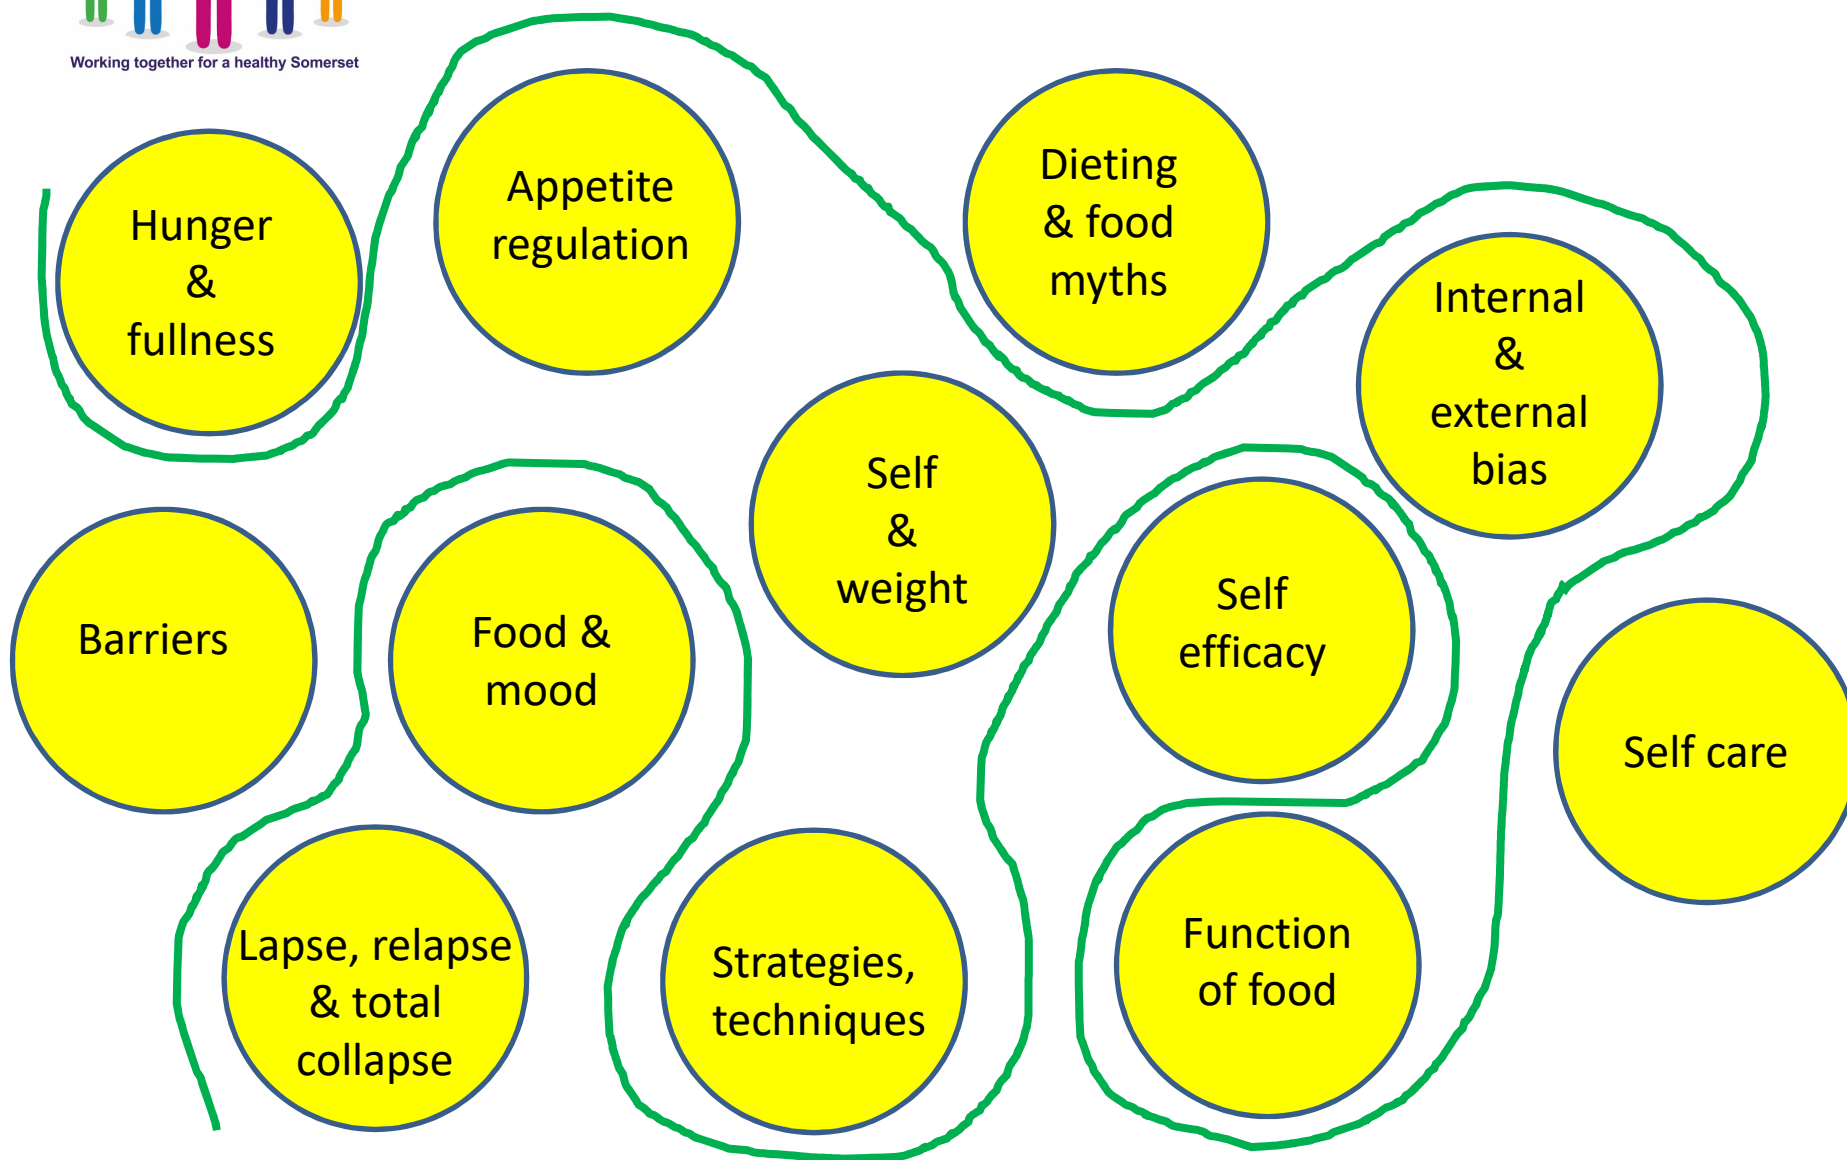 Working together for a healthy Somerset
Hunger
&
fullness
Appetite
regulation
Dieting
& food
myths
Internal
&
external
bias
Self
&
weight
Barriers
Food &
mood
Self
efficacy
Self care
Lapse, relapse
& total
collapse
Strategies,
techniques
Function
of food